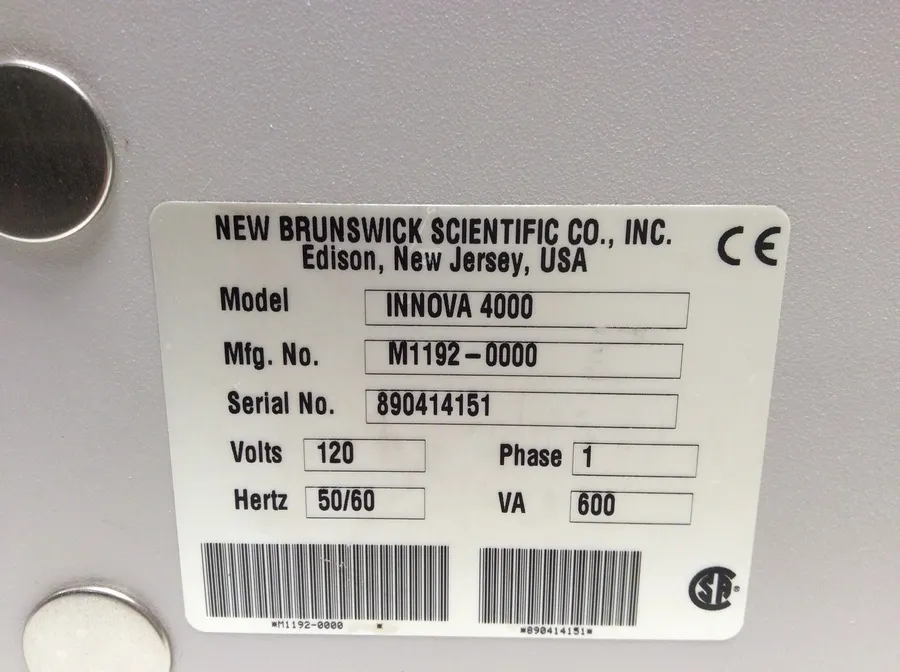 NEW BRUNSWICK SCIENTIFIC CO., INC.
CE
Edison, New Jersey, USA
Model INNOVA 4000
Mfg. No. M1192-0000
Serial No. 890414151
Volts 120 Phase 1
Hertz 50/60 VA 600
*M1192-0000 *
*890414151*
SA®